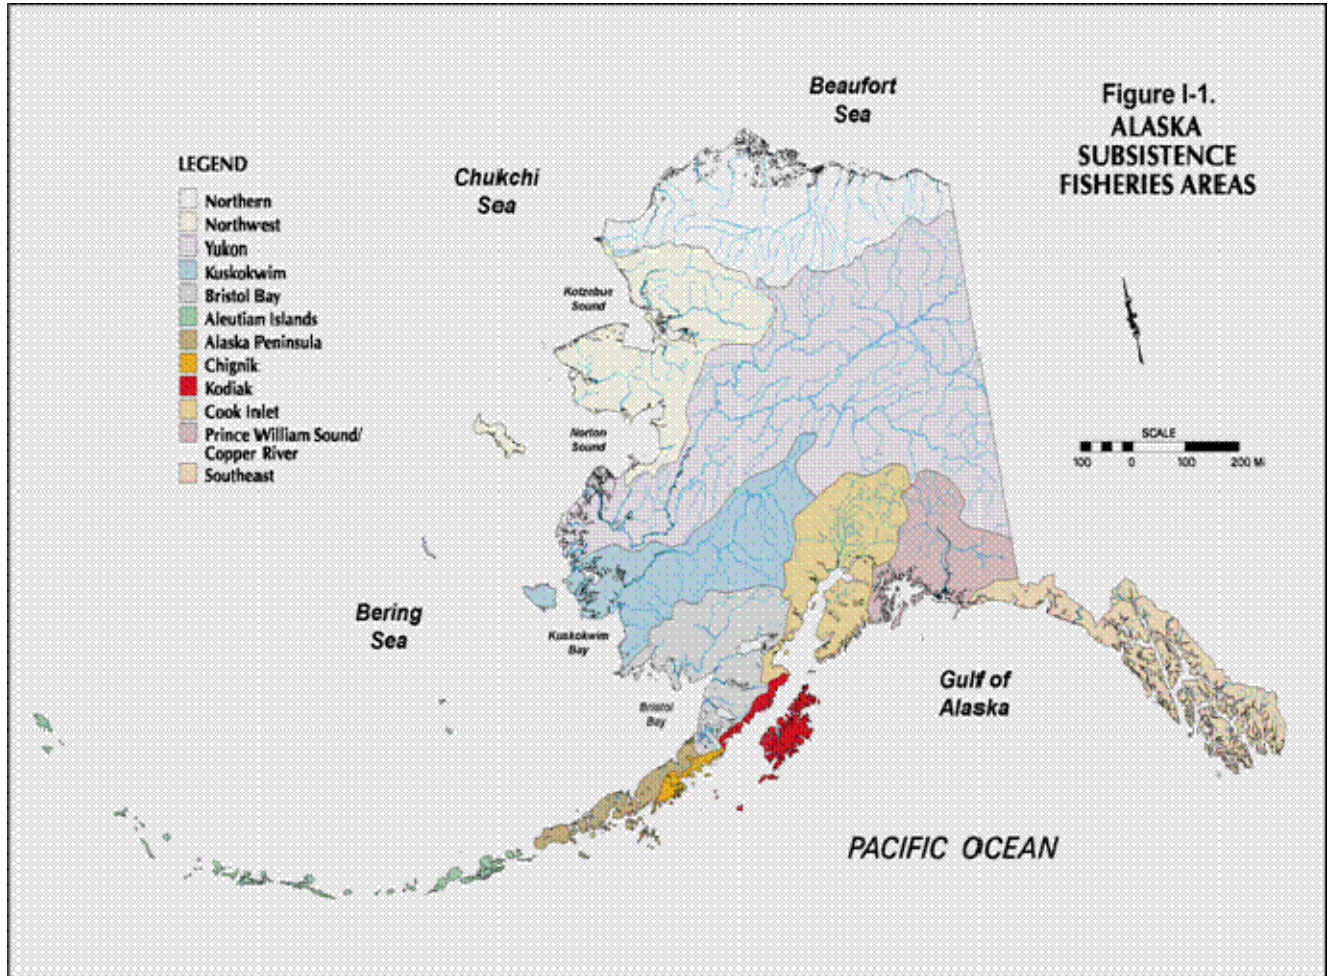 Beaufort
Sea
Figure I-1.
ALASKA
SUBSISTENCE
FISHERIES AREAS
LEGEND
Northern
Northwest
Yukon
Kuskokwim
Bristol Bay
Aleutian Islands
Alaska Peninsula
Chignik
Kodiak
Cook Inlet
Prince William Sound/
Copper River
Southeast
Chukchi
Sea
Kotzebue
Sound
Norton
Sound
SCALE
100 0 100 200 Mi
Bering
Sea
Kuskokwim
Bay
Bristol
Bay
Gulf of
Alaska
PACIFIC OCEAN